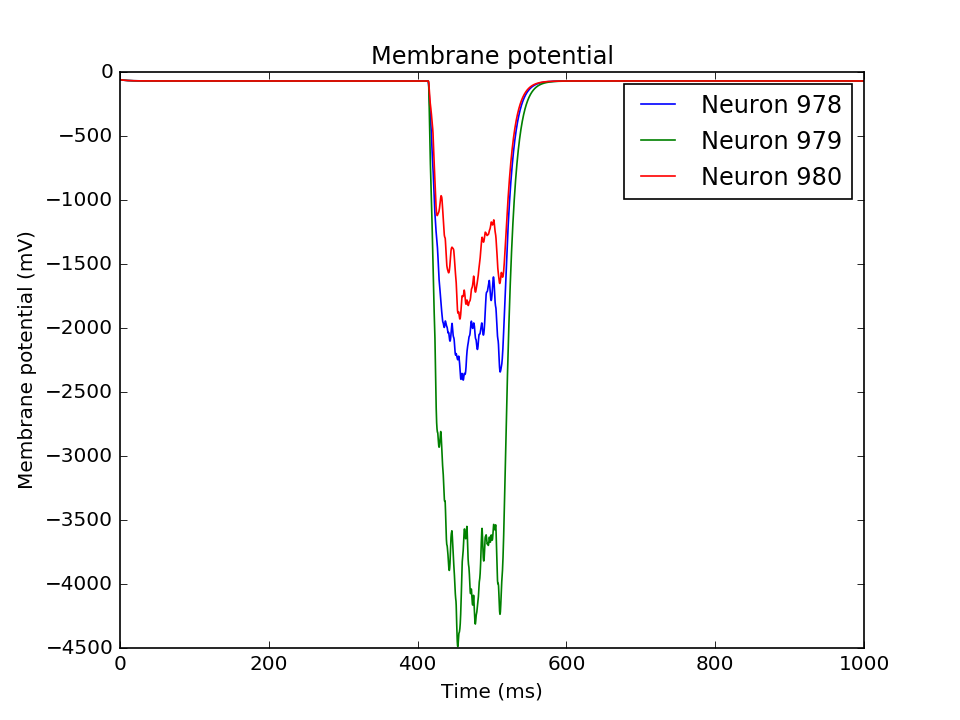 Membrane potential
0
−500
−1000
−1500
−2000
−2500
−3000
−3500
−4000
−4500
Membrane potential (mV)
Neuron 978
Neuron 979
Neuron 980
0 200 400 600 800 1000
Time (ms)